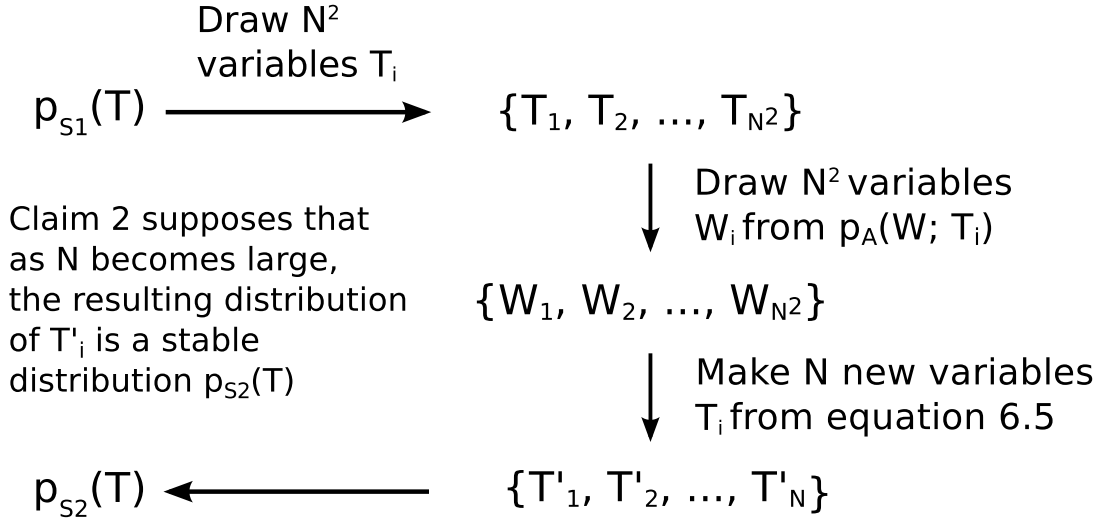 Draw N²
variables Tᵢ
p_S1(T)
{T₁, T₂, ..., T_N²}
Draw N² variables
Wᵢ from p_A(W; Tᵢ)
Claim 2 supposes that
as N becomes large,
the resulting distribution
of T'ᵢ is a stable
distribution p_S2(T)
{W₁, W₂, ..., W_N²}
Make N new variables
Tᵢ from equation 6.5
p_S2(T)
{T'₁, T'₂, ..., T'_N}